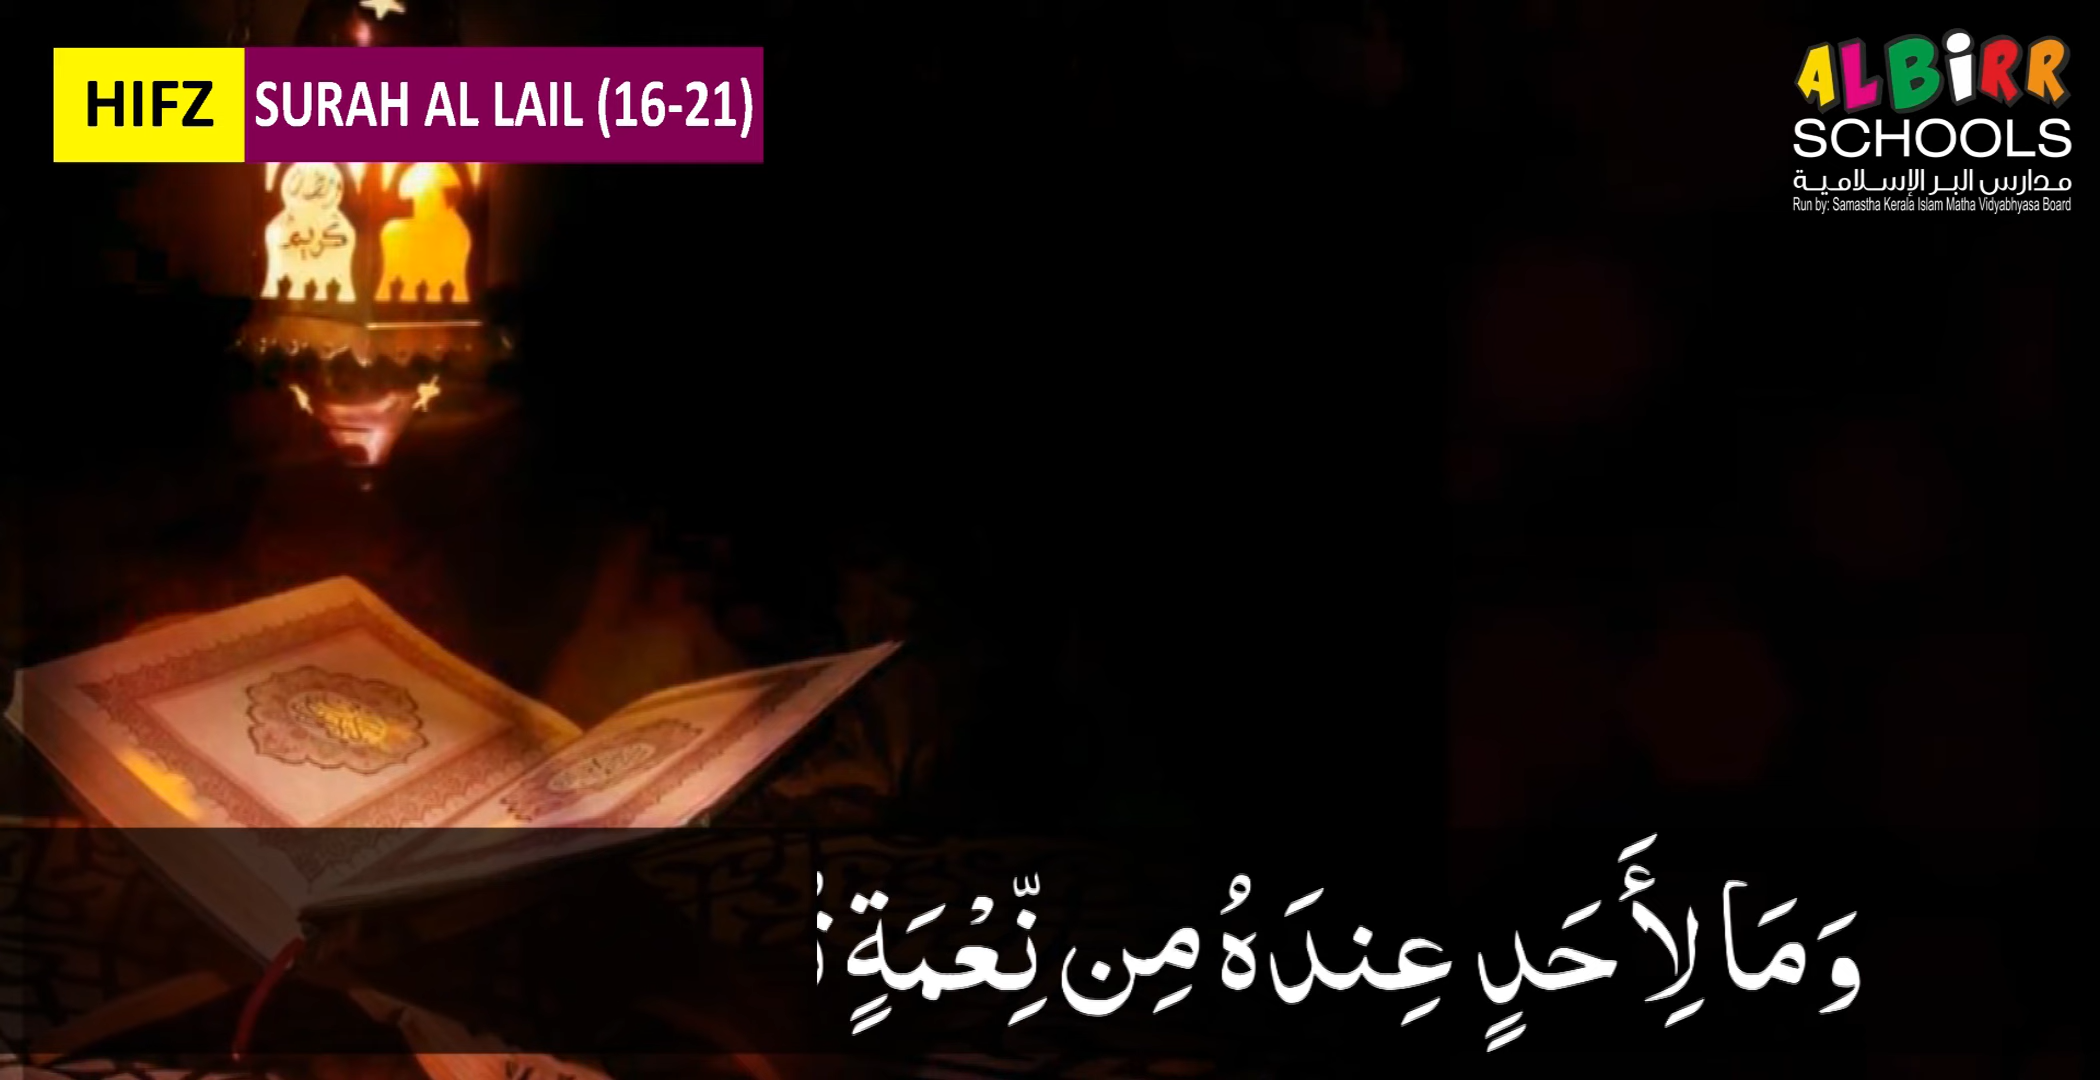 HIFZ SURAH AL LAIL (16-21)
ALBiRR
SCHOOLS
مدارس البر الإسلامية
Run by: Samastha Kerala Islam Matha Vidyabhyasa Board
كريم
وَمَا لِأَحَدٍ عِندَهُ مِن نِّعْمَةٍ